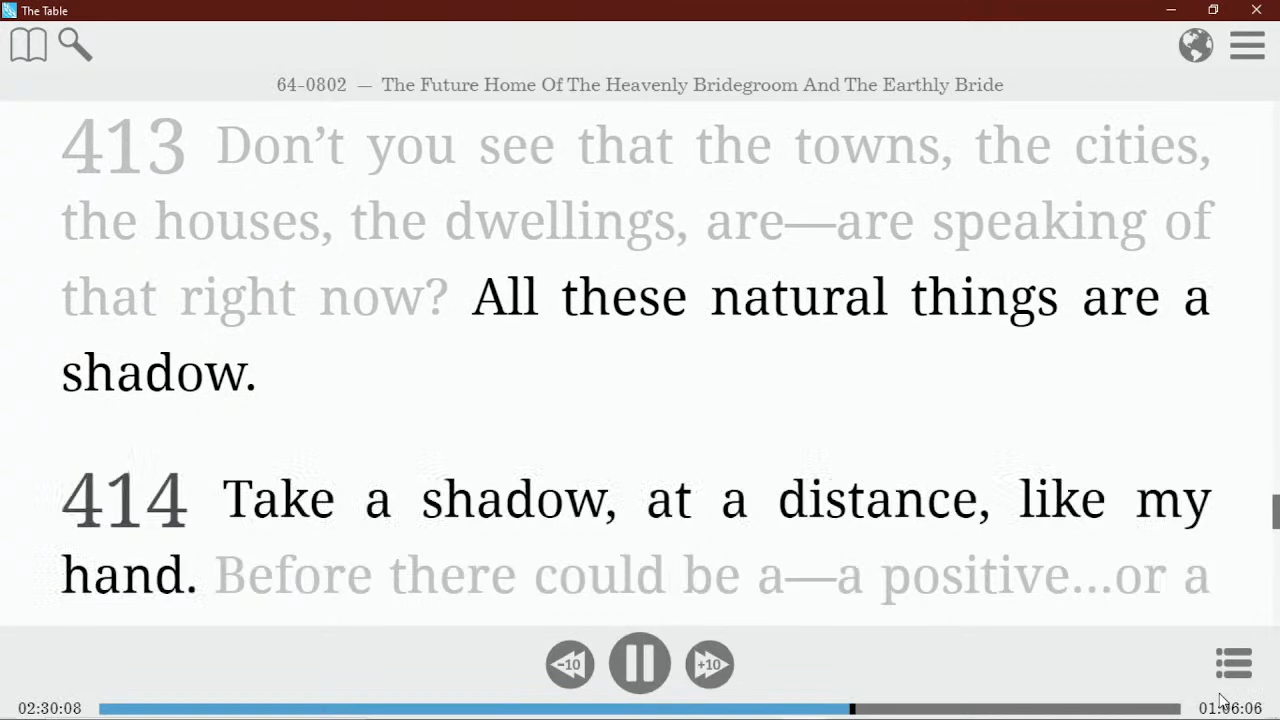 The Table
64-0802 — The Future Home Of The Heavenly Bridegroom And The Earthly Bride
413 Don’t you see that the towns, the cities,
the houses, the dwellings, are—are speaking of
that right now? All these natural things are a
shadow.
414 Take a shadow, at a distance, like my
hand. Before there could be a—a positive...or a
-10 +10
02:30:08 01:06:06